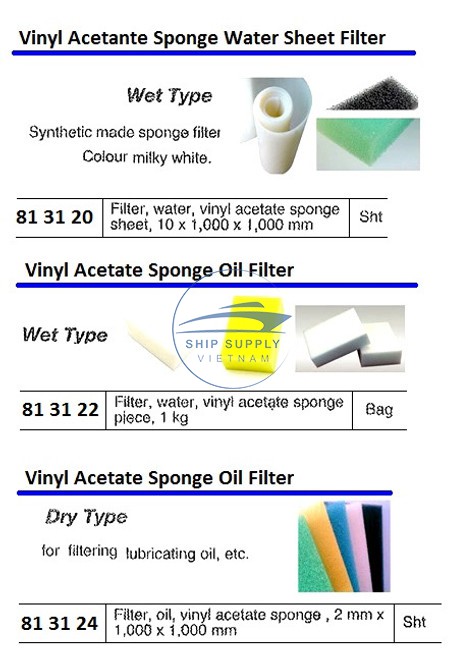 Vinyl Acetante Sponge Water Sheet Filter
Wet Type
Synthetic made sponge filter
Colour milky white.
81 31 20 Filter, water, vinyl acetate sponge sheet, 10 x 1,000 x 1,000 mm Sht
Vinyl Acetate Sponge Oil Filter
Wet Type
SHIP SUPPLY
VIETNAM
81 31 22 Filter, water, vinyl acetate sponge piece, 1 kg Bag
Vinyl Acetate Sponge Oil Filter
Dry Type
for filtering lubricating oil, etc.
81 31 24 Filter, oil, vinyl acetate sponge , 2 mm x 1,000 x 1,000 mm Sht